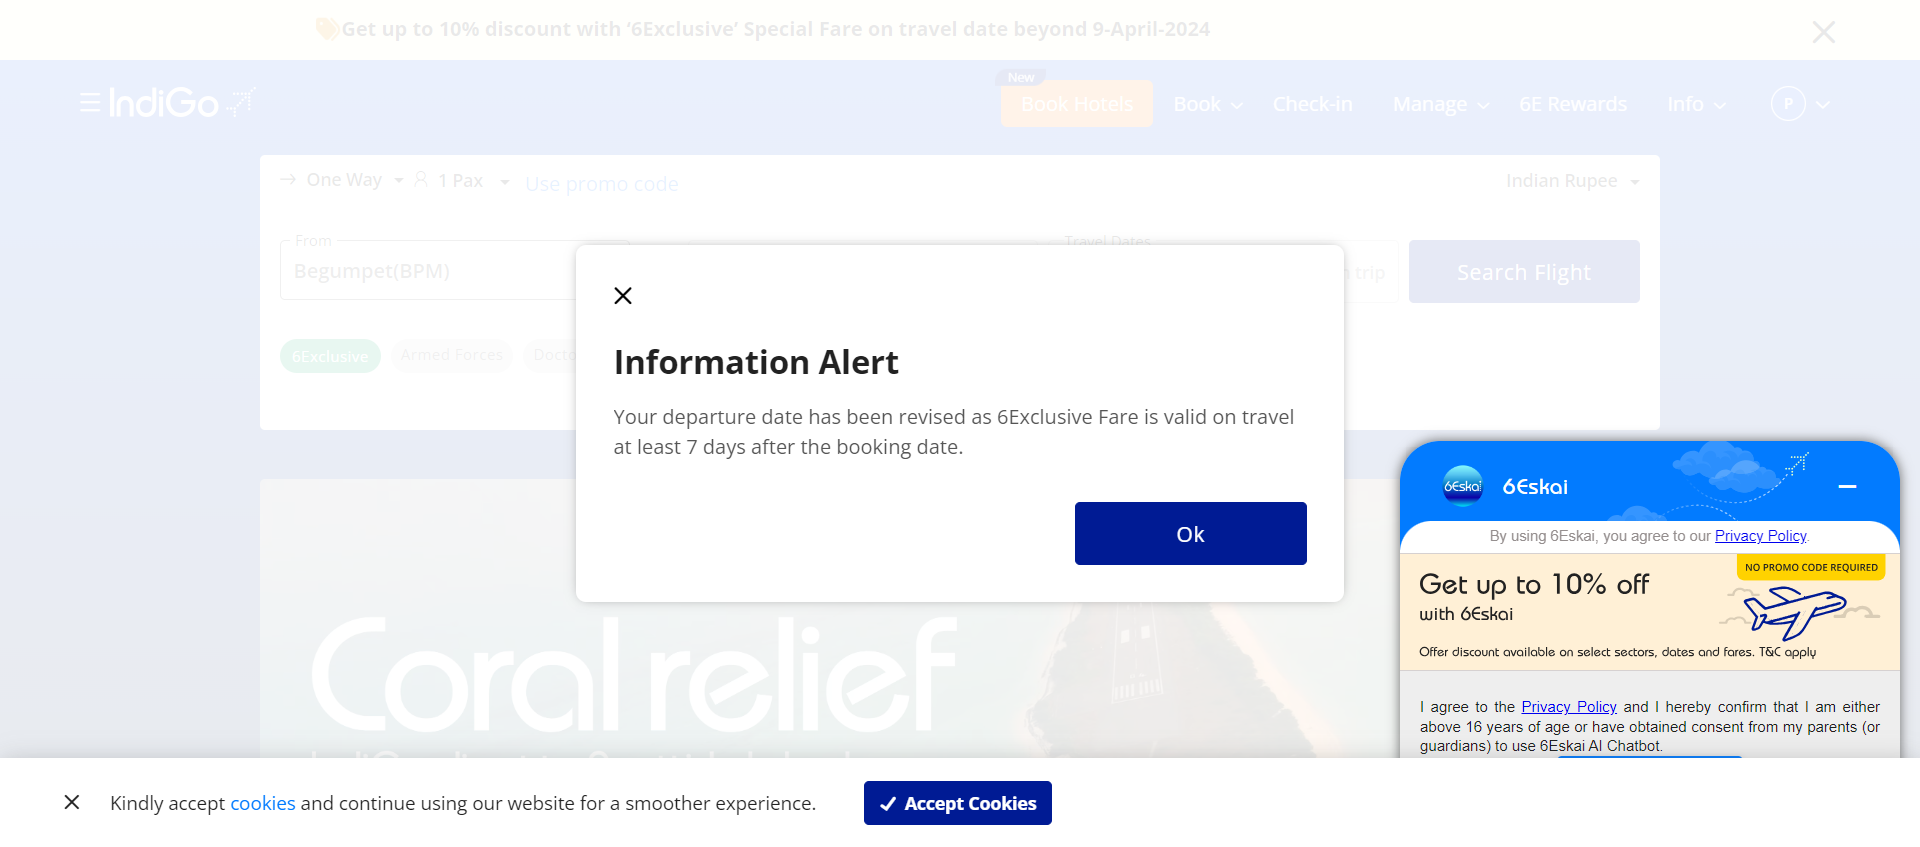 Get up to 10% discount with ‘6Exclusive’ Special Fare on travel date beyond 9-April-2024
IndiGo
New
Book Hotels
Book
Check-in
Manage
6E Rewards
Info
P
One Way
1 Pax
Use promo code
Indian Rupee
From
Begumpet(BPM)
Travel Dates
trip
Search Flight
6Exclusive
Armed Forces
Information Alert
Your departure date has been revised as 6Exclusive Fare is valid on travel
at least 7 days after the booking date.
Ok
Coral relief
6Eskai
6Eskai
By using 6Eskai, you agree to our Privacy Policy.
NO PROMO CODE REQUIRED
Get up to 10% off
with 6Eskai
Offer discount available on select sectors, dates and fares. T&C apply
I agree to the Privacy Policy and I hereby confirm that I am either
above 16 years of age or have obtained consent from my parents (or
guardians) to use 6Eskai AI Chatbot.
Kindly accept cookies and continue using our website for a smoother experience.
Accept Cookies